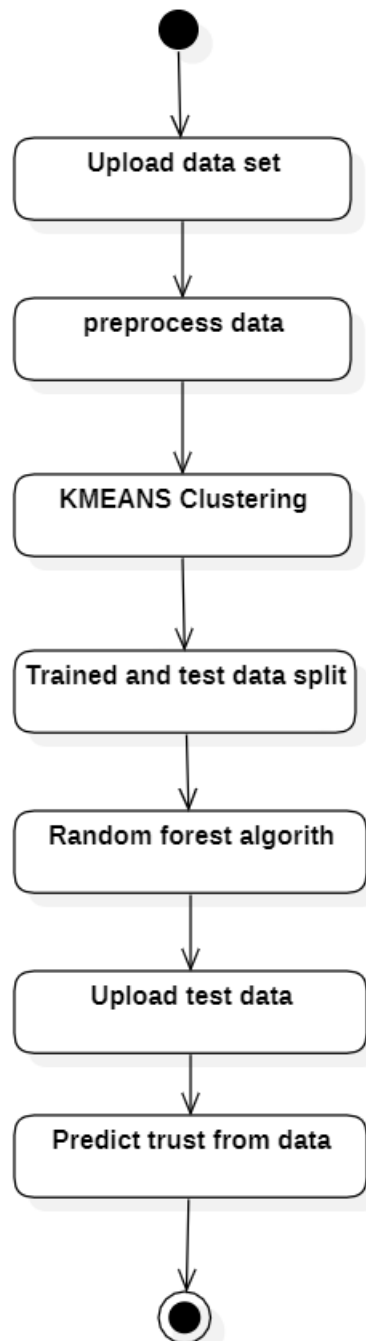 Upload data set
preprocess data
KMEANS Clustering
Trained and test data split
Random forest algorith
Upload test data
Predict trust from data